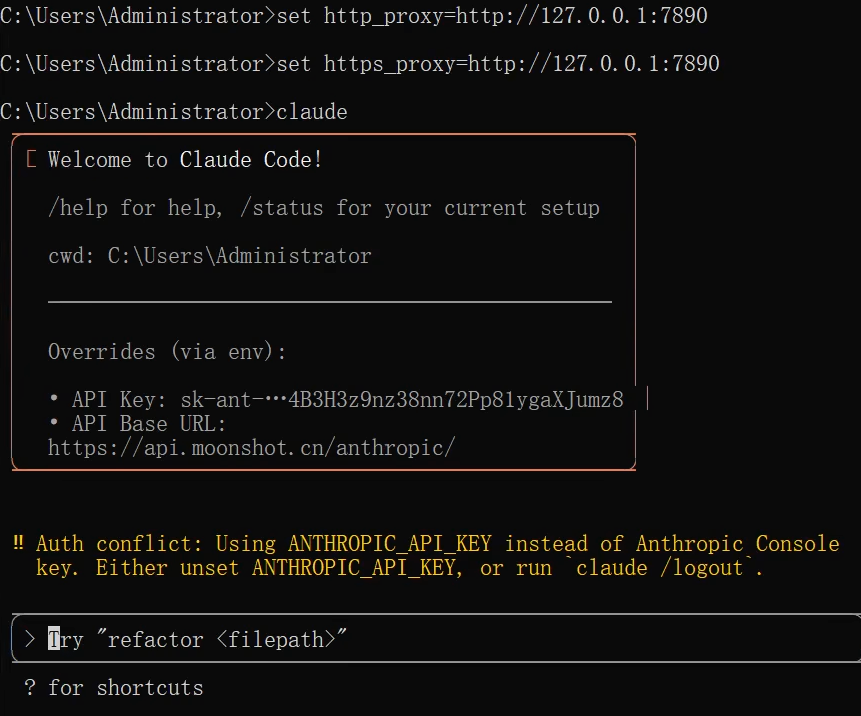 C:\Users\Administrator>set http_proxy=http://127.0.0.1:7890
C:\Users\Administrator>set https_proxy=http://127.0.0.1:7890
C:\Users\Administrator>claude
Welcome to Claude Code!
/help for help, /status for your current setup
cwd: C:\Users\Administrator
Overrides (via env):
• API Key: sk-ant-…4B3H3z9nz38nn72Pp81ygaXJumz8
• API Base URL:
https://api.moonshot.cn/anthropic/
‼ Auth conflict: Using ANTHROPIC_API_KEY instead of Anthropic Console
key. Either unset ANTHROPIC_API_KEY, or run `claude /logout`.
> Try "refactor <filepath>"
? for shortcuts